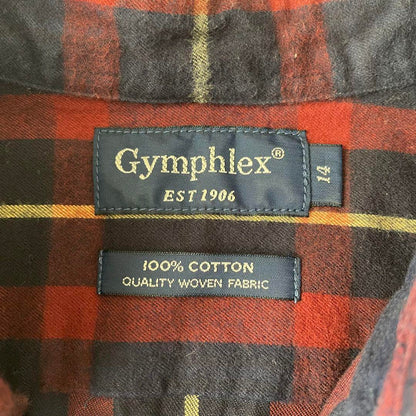 Gymphlex®
EST 1906
14
100% COTTON
QUALITY WOVEN FABRIC